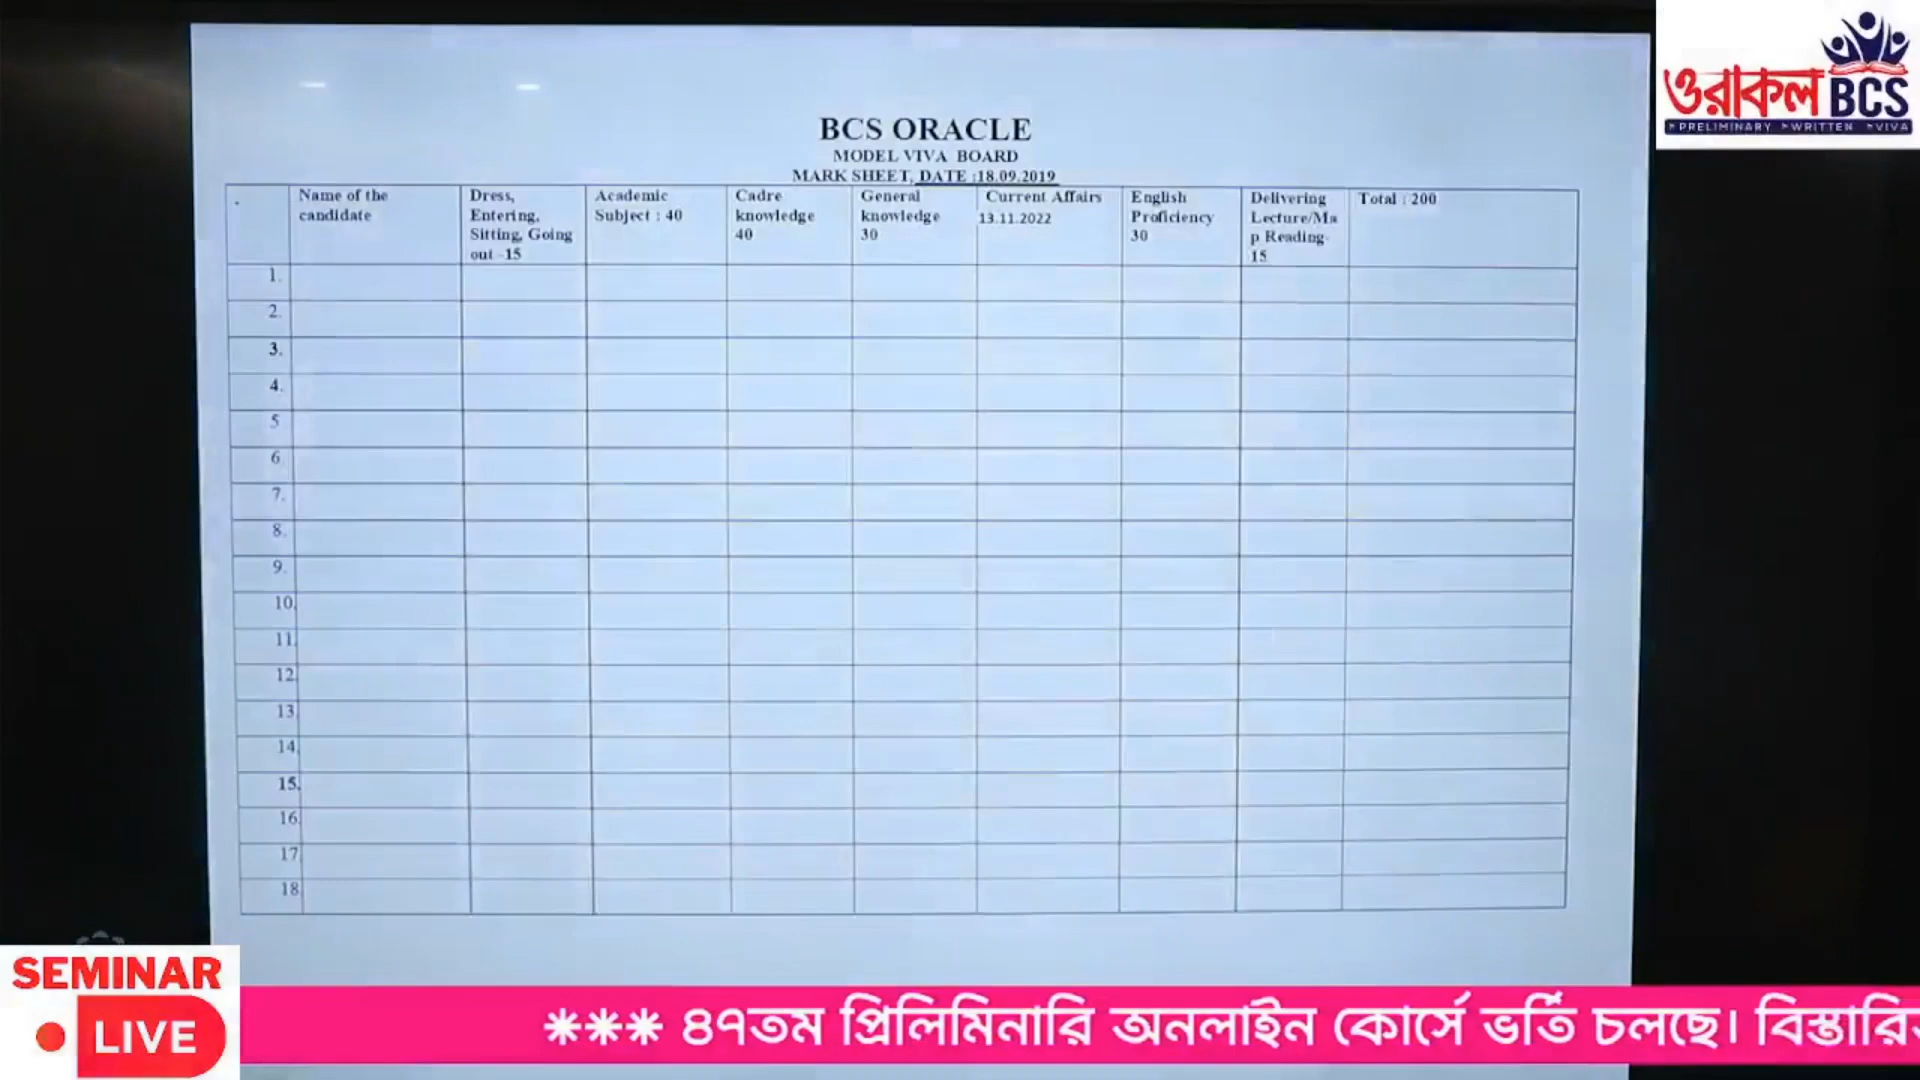 ওরাকল BCS
PRELIMINARY WRITTEN VIVA
BCS ORACLE
MODEL VIVA BOARD
MARK SHEET, DATE :18.09.2019
Name of the
candidate
Dress,
Entering,
Sitting, Going
out -15
Academic
Subject : 40
Cadre
knowledge
40
General
knowledge
30
Current Affairs
13.11.2022
English
Proficiency
30
Delivering
Lecture/Ma
p Reading-
15
Total : 200
1.
2.
3.
4.
5
6
7.
8.
9.
10.
11.
12.
13.
14.
15.
16.
17
18
SEMINAR
LIVE
*** ৪৭তম প্রিলিমিনারি অনলাইন কোর্সে ভর্তি চলছে।